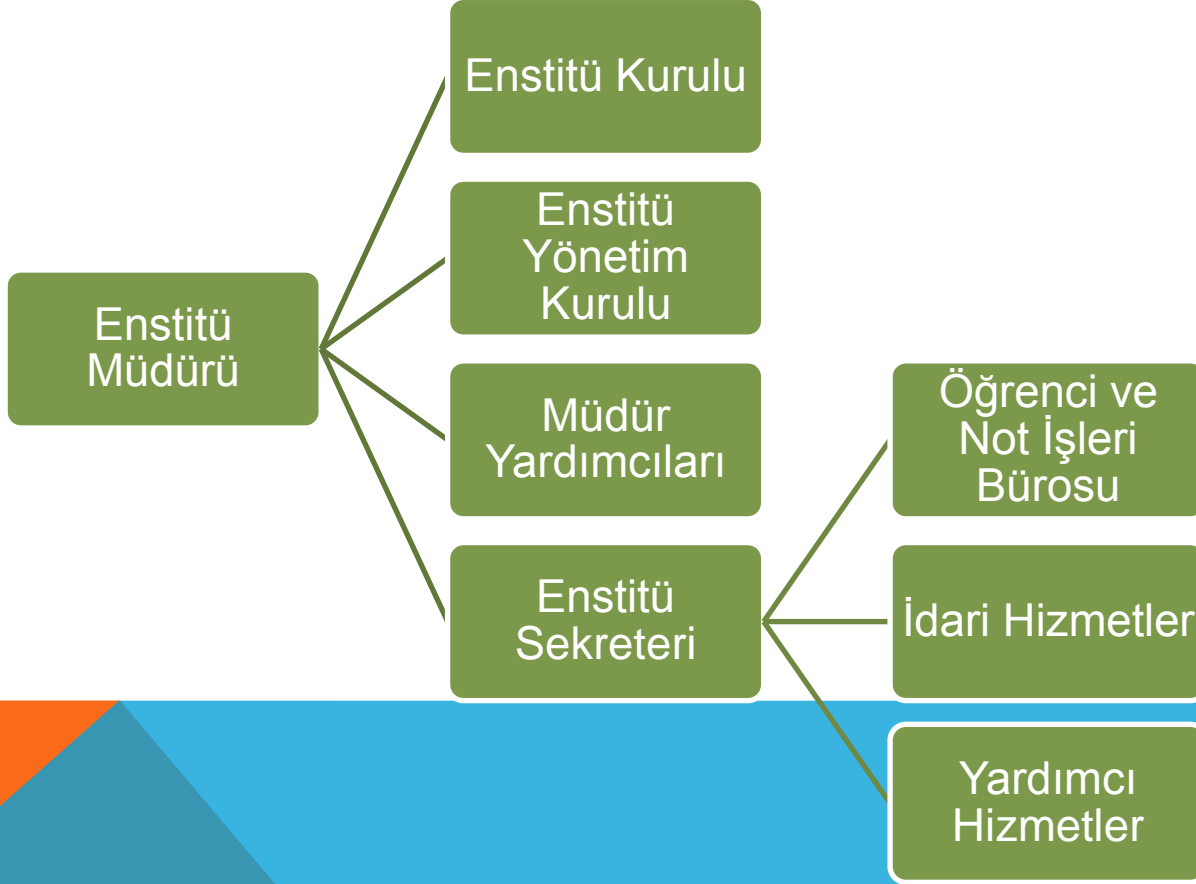 Enstitü
Müdürü
Enstitü Kurulu
Enstitü
Yönetim
Kurulu
Müdür
Yardımcıları
Enstitü
Sekreteri
Öğrenci ve
Not İşleri
Bürosu
İdari Hizmetler
Yardımcı
Hizmetler